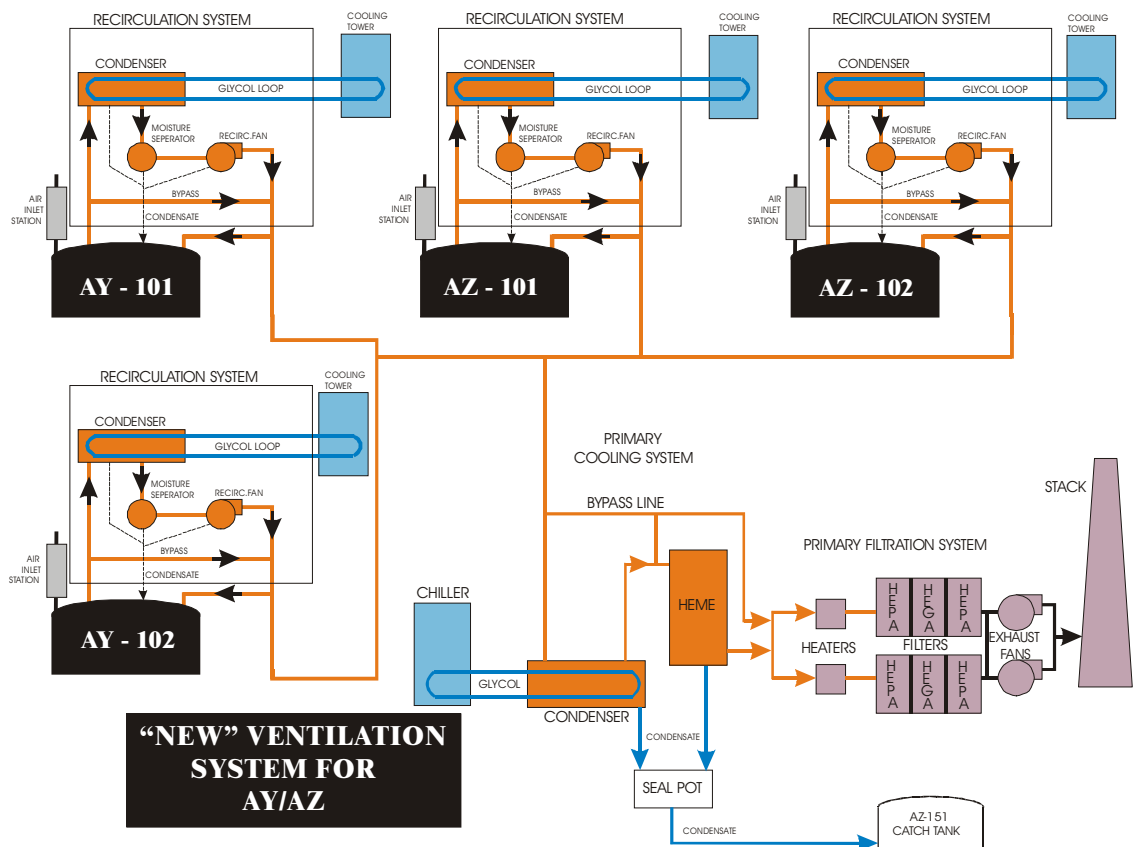 RECIRCULATION SYSTEM
COOLING
TOWER
CONDENSER
GLYCOL LOOP
MOISTURE
SEPERATOR
RECIRC.FAN
AIR
INLET
STATION
BYPASS
CONDENSATE
AY - 101
RECIRCULATION SYSTEM
COOLING
TOWER
CONDENSER
GLYCOL LOOP
MOISTURE
SEPERATOR
RECIRC.FAN
AIR
INLET
STATION
BYPASS
CONDENSATE
AZ - 101
RECIRCULATION SYSTEM
COOLING
TOWER
CONDENSER
GLYCOL LOOP
MOISTURE
SEPERATOR
RECIRC.FAN
AIR
INLET
STATION
BYPASS
CONDENSATE
AZ - 102
RECIRCULATION SYSTEM
COOLING
TOWER
CONDENSER
GLYCOL LOOP
MOISTURE
SEPERATOR
RECIRC.FAN
AIR
INLET
STATION
BYPASS
CONDENSATE
AY - 102
PRIMARY
COOLING SYSTEM
BYPASS LINE
HEME
CHILLER
GLYCOL
CONDENSER
CONDENSATE
SEAL POT
CONDENSATE
AZ-151
CATCH TANK
PRIMARY FILTRATION SYSTEM
HEATERS
HEPA
HEGA
HEPA
FILTERS
HEPA
HEGA
HEPA
EXHAUST
FANS
STACK
“NEW” VENTILATION
SYSTEM FOR
AY/AZ